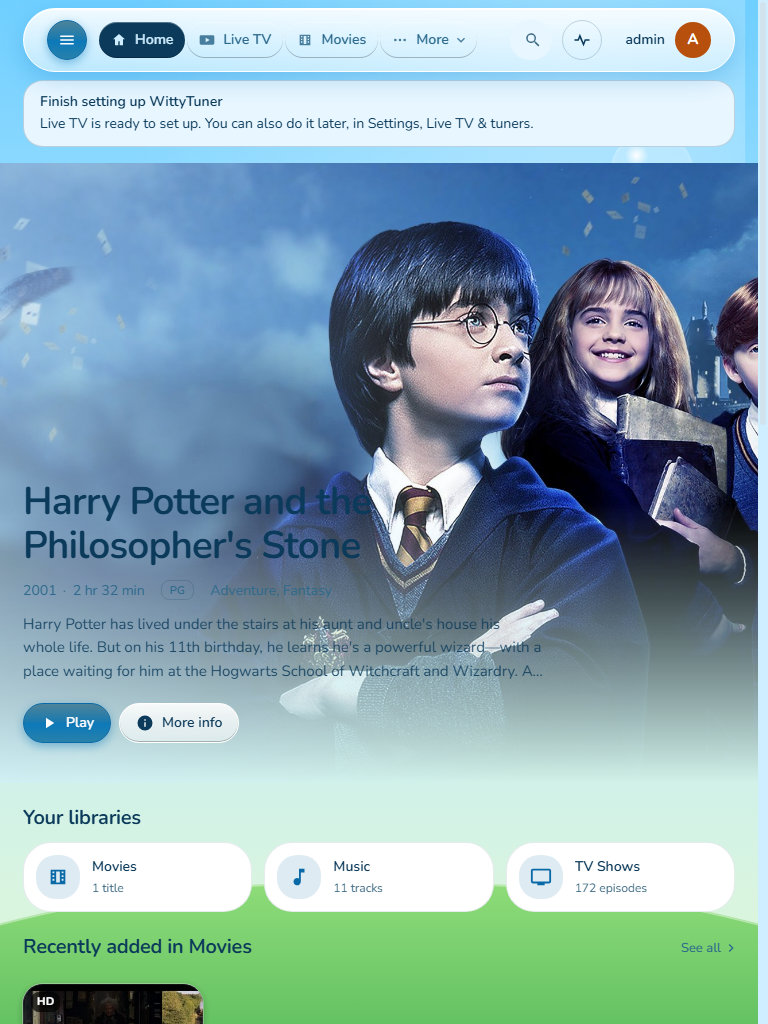 Home
Live TV
Movies
More
admin
A
Finish setting up WittyTuner
Live TV is ready to set up. You can also do it later, in Settings, Live TV & tuners.
Harry Potter and the
Philosopher's Stone
2001 · 2 hr 32 min PG Adventure, Fantasy
Harry Potter has lived under the stairs at his aunt and uncle's house his
whole life. But on his 11th birthday, he learns he's a powerful wizard—with a
place waiting for him at the Hogwarts School of Witchcraft and Wizardry. A...
Play
More info
Your libraries
Movies
1 title
Music
11 tracks
TV Shows
172 episodes
Recently added in Movies
See all
HD